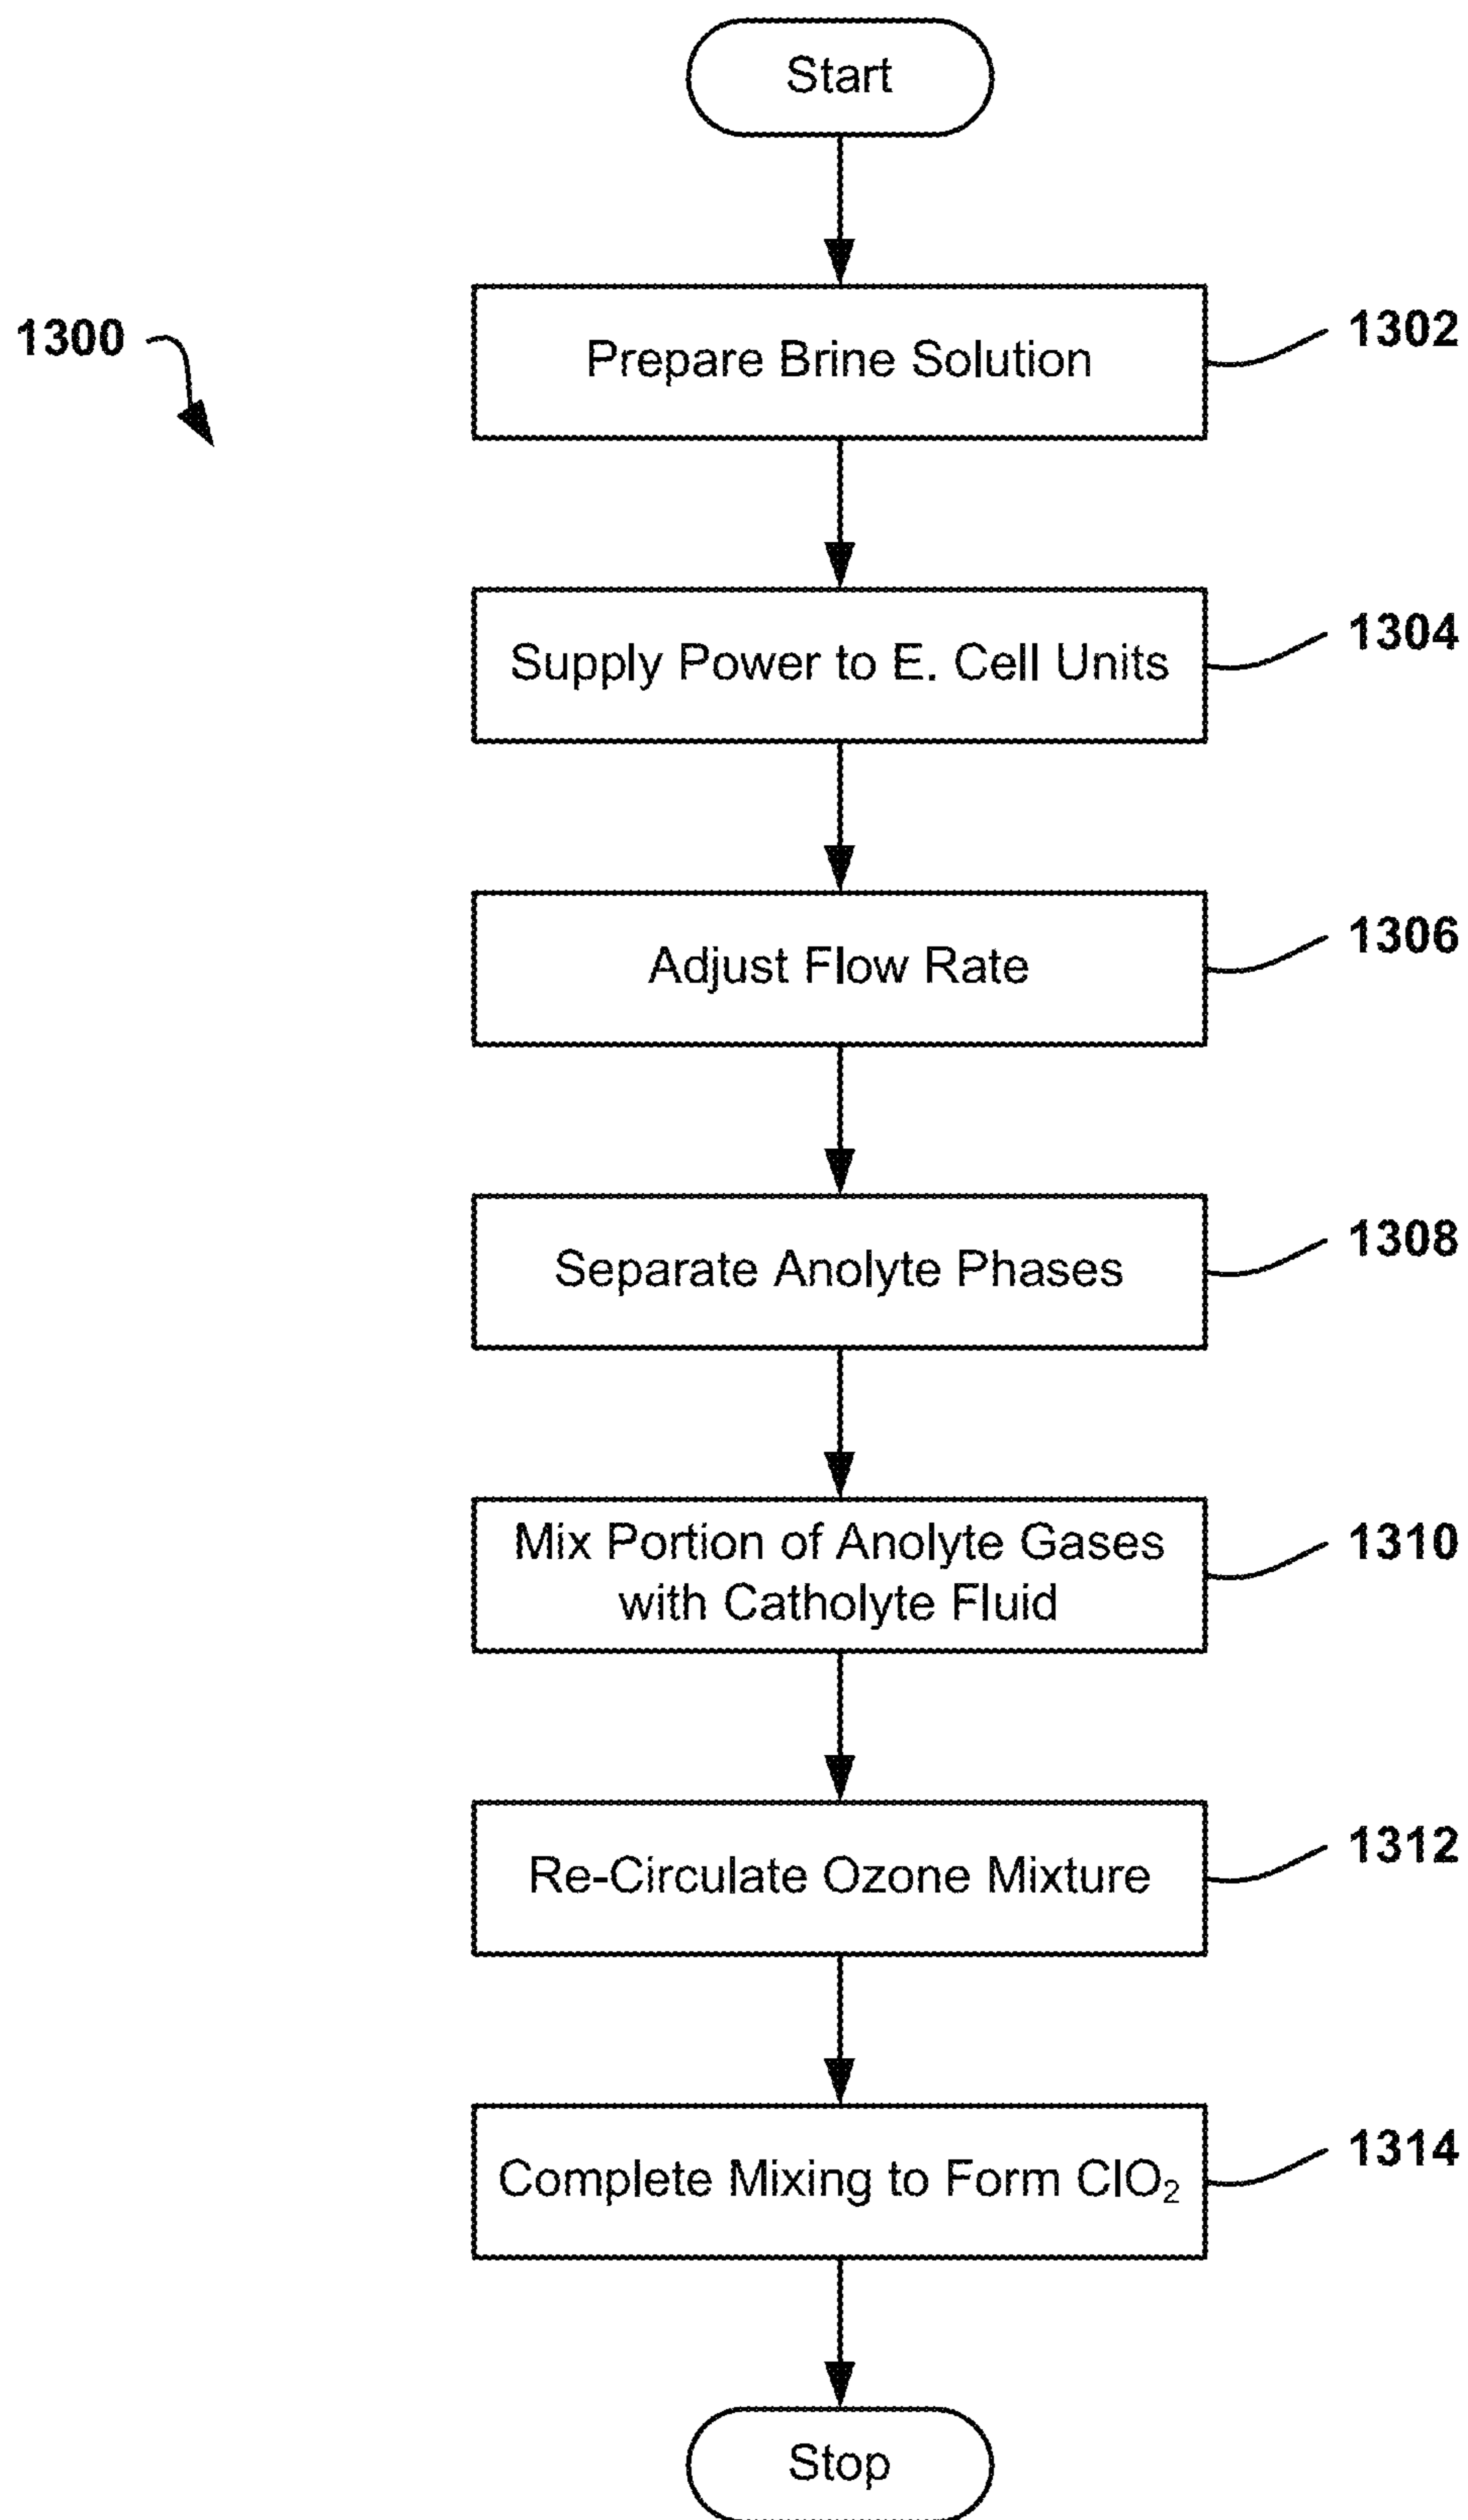 Start
1300
Prepare Brine Solution
1302
Supply Power to E. Cell Units
1304
Adjust Flow Rate
1306
Separate Anolyte Phases
1308
Mix Portion of Anolyte Gases
with Catholyte Fluid
1310
Re-Circulate Ozone Mixture
1312
Complete Mixing to Form ClO₂
1314
Stop